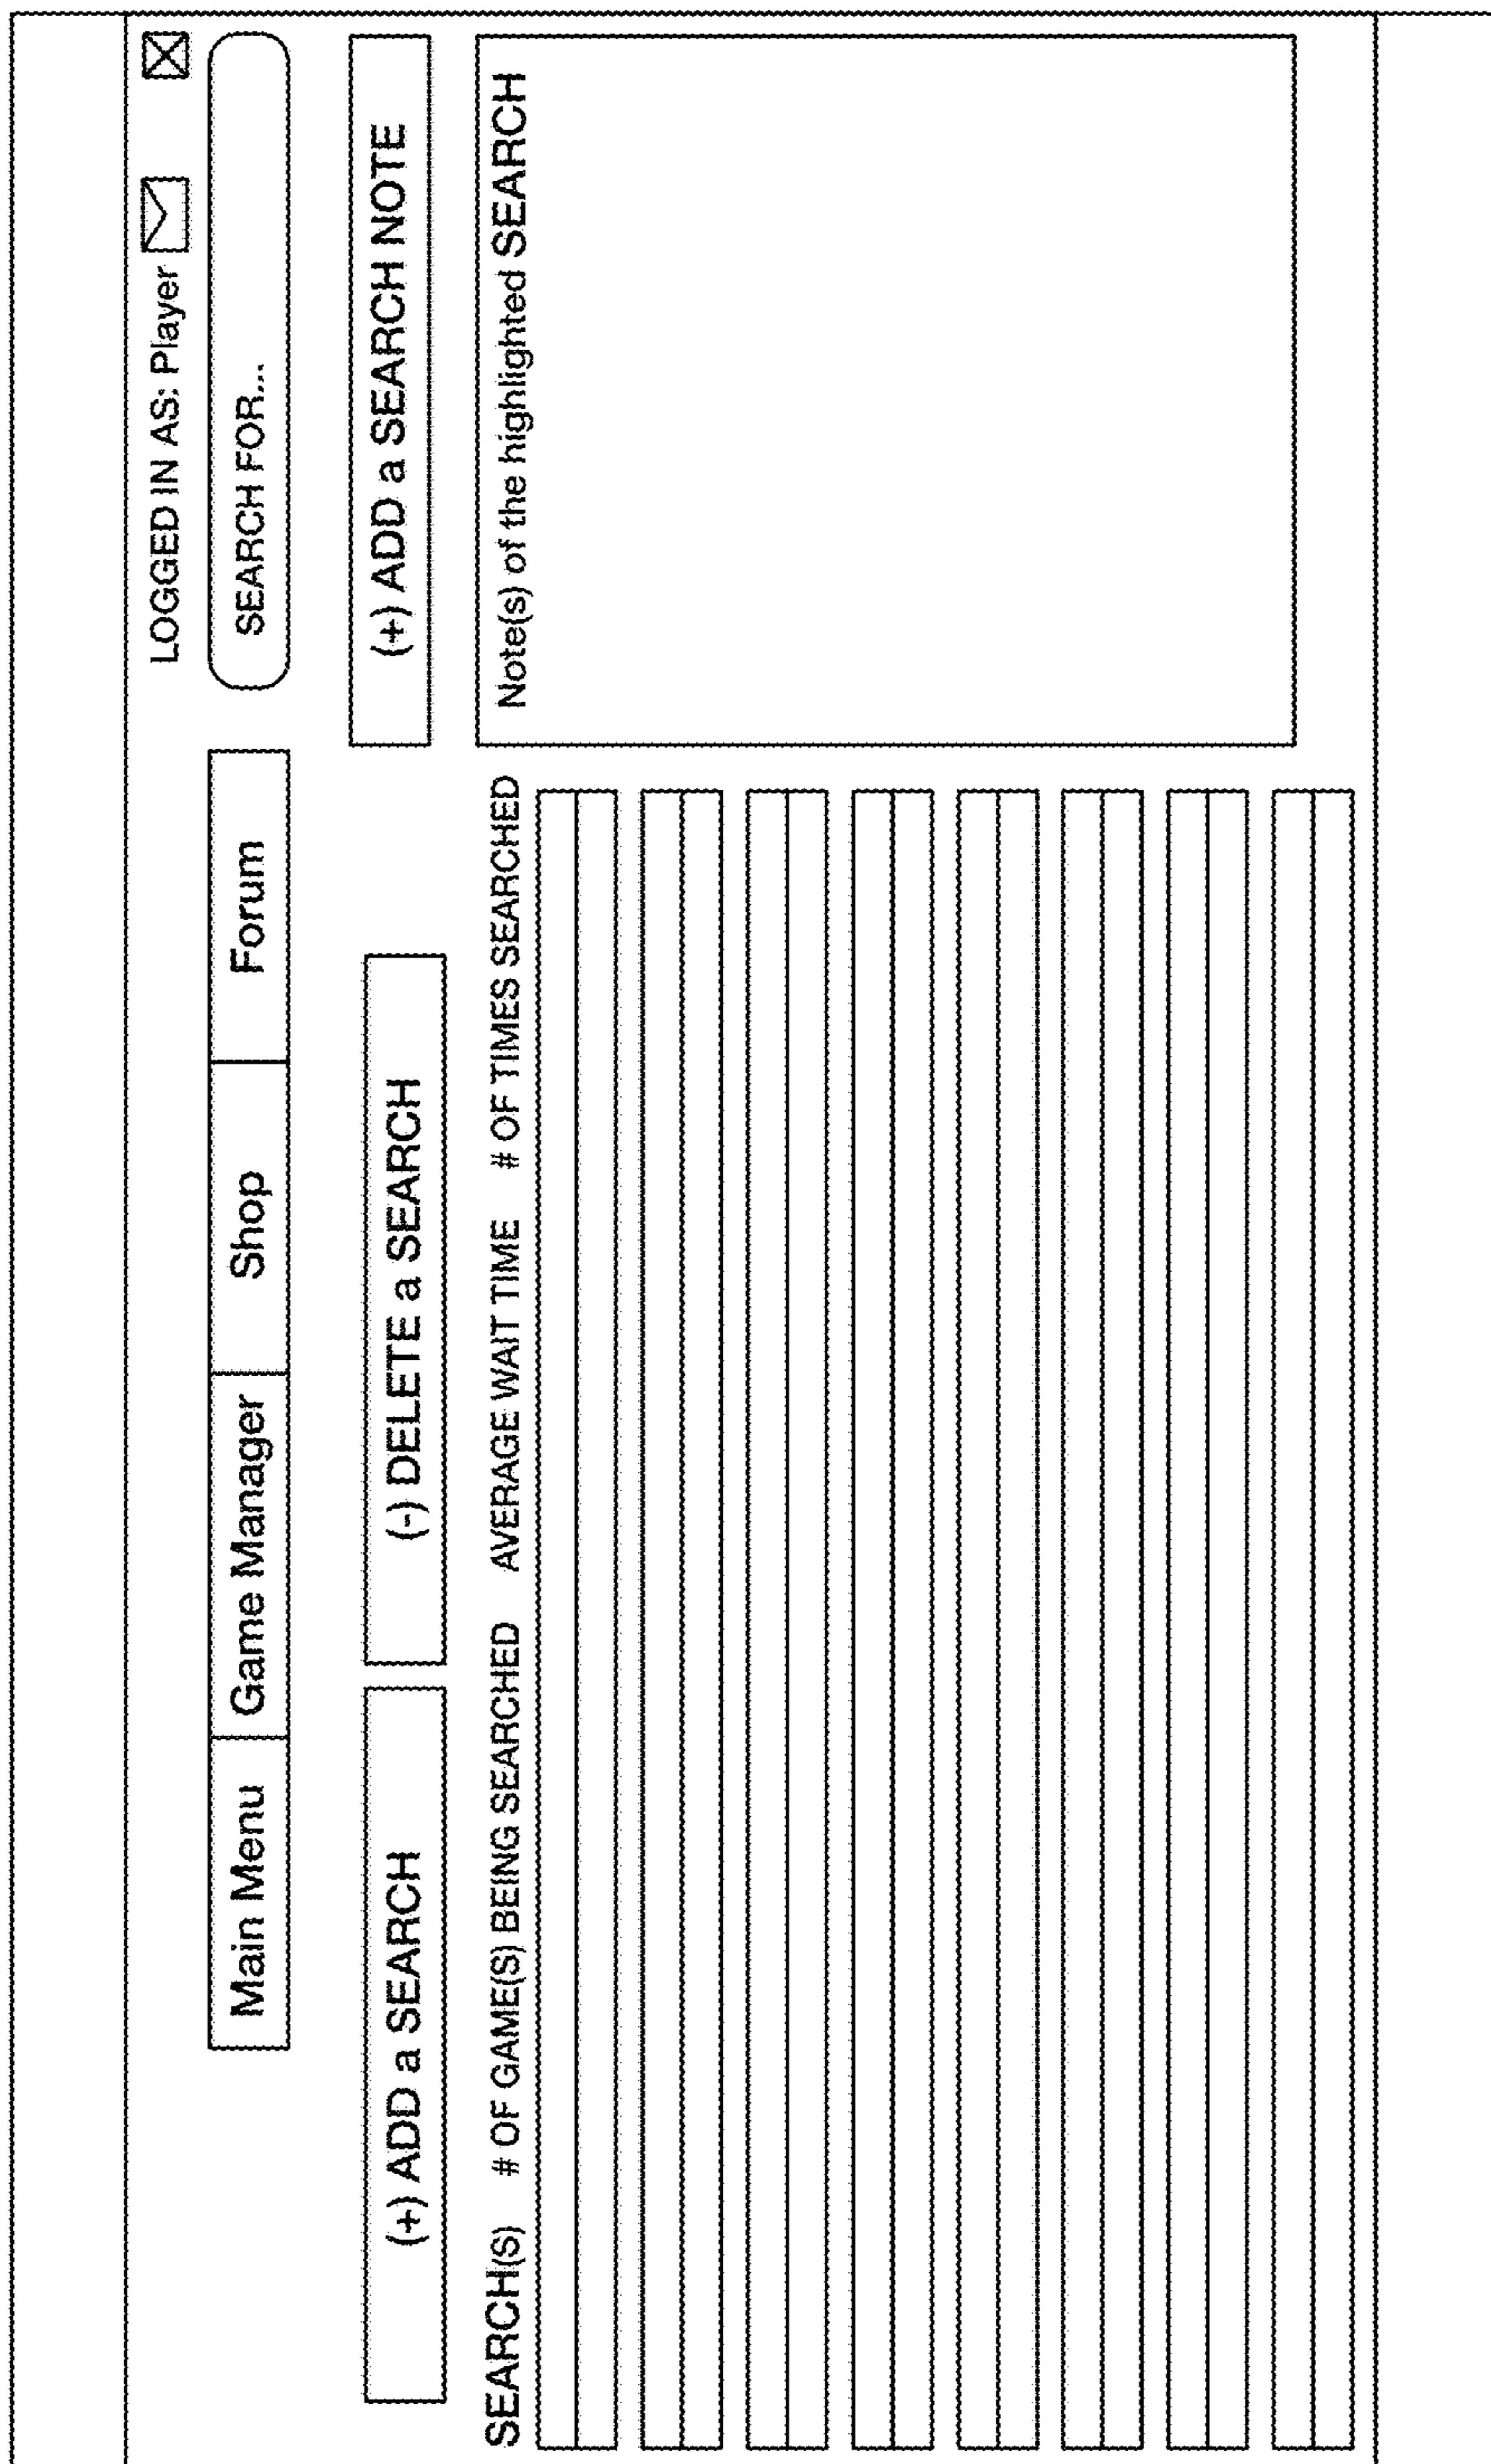 LOGGED IN AS: Player
Main Menu Game Manager Shop Forum SEARCH FOR...
(+) ADD a SEARCH (-) DELETE a SEARCH (+) ADD a SEARCH NOTE
SEARCH(S) # OF GAME(S) BEING SEARCHED AVERAGE WAIT TIME # OF TIMES SEARCHED Note(s) of the highlighted SEARCH